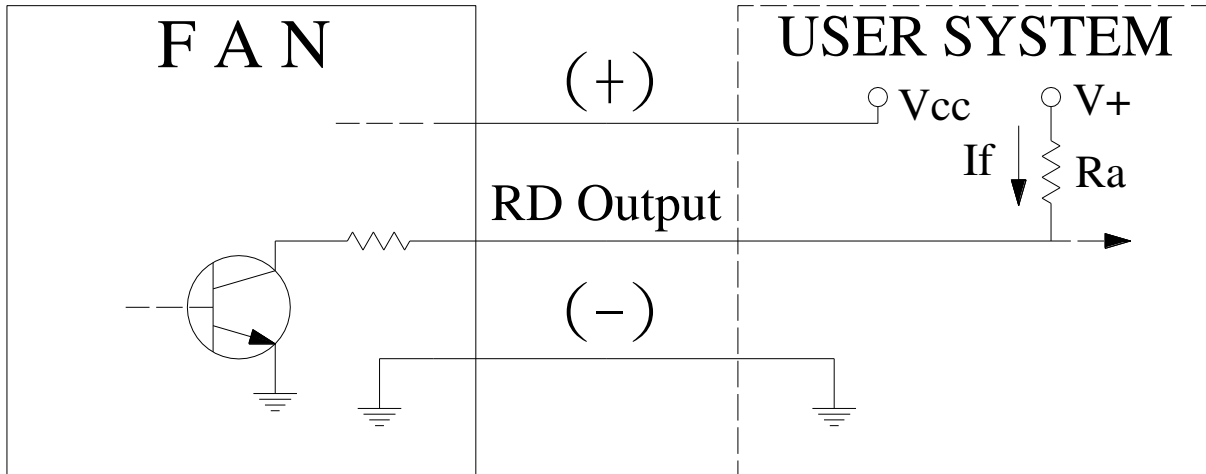 F A N
USER SYSTEM
(+)
Vcc
V+
If
Ra
RD Output
(-)